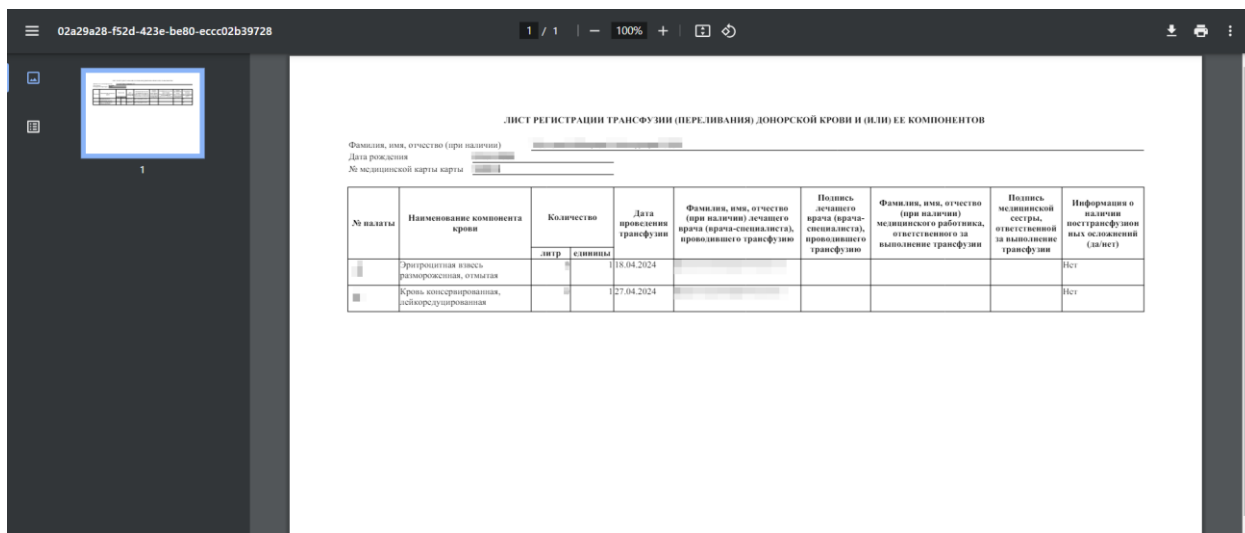 02a29a28-f52d-423e-be80-eccc02b39728
1 / 1
100%
1
ЛИСТ РЕГИСТРАЦИИ ТРАНСФУЗИИ (ПЕРЕЛИВАНИЯ) ДОНОРСКОЙ КРОВИ И (ИЛИ) ЕЕ КОМПОНЕНТОВ
Фамилия, имя, отчество (при наличии)
Дата рождения
№ медицинской карты карты
№ палаты
Наименование компонента
крови
Количество
литр
единицы
Дата
проведения
трансфузии
Фамилия, имя, отчество
(при наличии) лечащего
врача (врача-специалиста),
проводившего трансфузию
Подпись
лечащего
врача (врача-
специалиста),
проводившего
трансфузию
Фамилия, имя, отчество
(при наличии)
медицинского работника,
ответственного за
выполнение трансфузии
Подпись
медицинской
сестры,
ответственной
за выполнение
трансфузии
Информация о
наличии
посттрансфузион
ных осложнений
(да/нет)
Эритроцитная взвесь
размороженная, отмытая
1
18.04.2024
Нет
Кровь консервированная,
лейкоредуцированная
1
27.04.2024
Нет